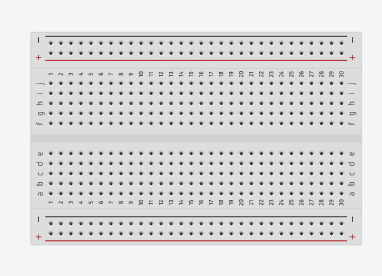 − −
+ +
1 2 3 4 5 6 7 8 9 10 11 12 13 14 15 16 17 18 19 20 21 22 23 24 25 26 27 28 29 30
j j
i i
h h
g g
f f
e e
d d
c c
b b
a a
1 2 3 4 5 6 7 8 9 10 11 12 13 14 15 16 17 18 19 20 21 22 23 24 25 26 27 28 29 30
− −
+ +